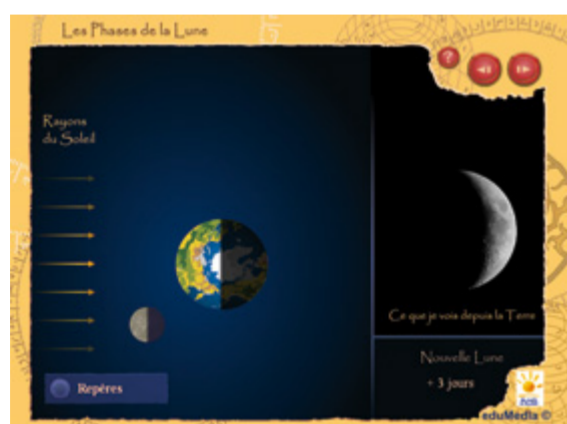 Les Phases de la Lune
?
Rayons
du Soleil
Ce que je vois depuis la Terre
Nouvelle Lune
+ 3 jours
Repères
eduMedia ©